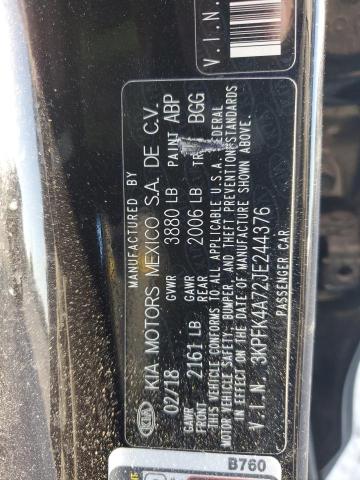 V.I.N.
MANUFACTURED BY
KIA KIA MOTORS MEXICO S.A. DE C.V.
02/18 GVWR 3880 LB PAINT ABP
GAWR FRONT 2161 LB GAWR REAR 2006 LB TR BGG
THIS VEHICLE CONFORMS TO ALL APPLICABLE U.S.A. FEDERAL
MOTOR VEHICLE SAFETY, BUMPER, AND THEFT PREVENTION STANDARDS
IN EFFECT ON THE DATE OF MANUFACTURE SHOWN ABOVE.
V.I.N. 3KPFK4A72JE244376
PASSENGER CAR
B760